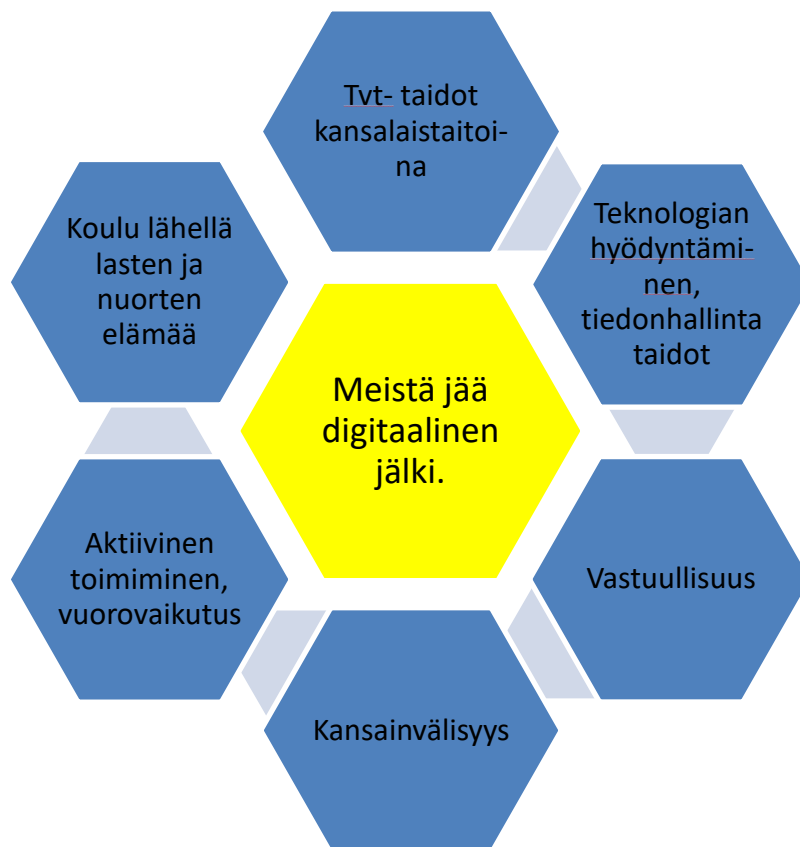 Tvt- taidot
kansalaistaitoi-
na
Teknologian
hyödyntämi-
nen,
tiedonhallinta
taidot
Vastuullisuus
Kansainvälisyys
Aktiivinen
toimiminen,
vuorovaikutus
Koulu lähellä
lasten ja
nuorten
elämää
Meistä jää
digitaalinen
jälki.